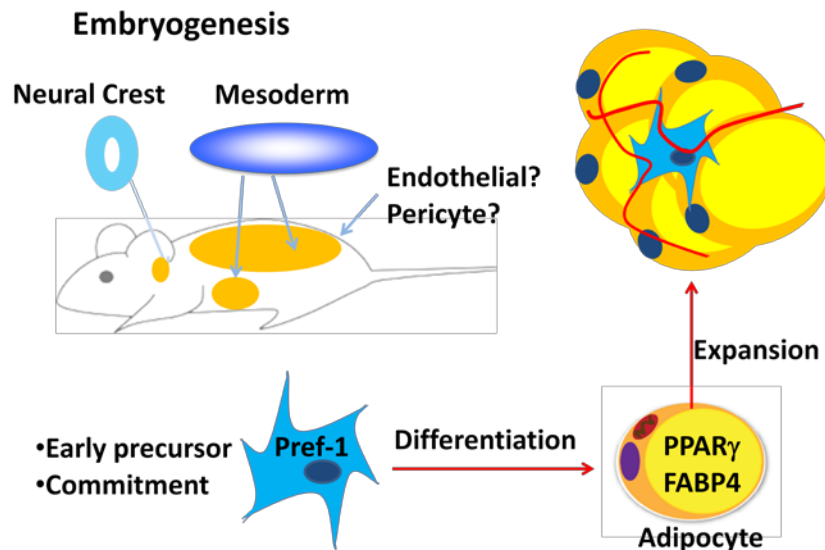 Embryogenesis
Neural Crest
Mesoderm
Endothelial?
Pericyte?
Expansion
•Early precursor
•Commitment
Pref-1
Differentiation
PPARγ
FABP4
Adipocyte